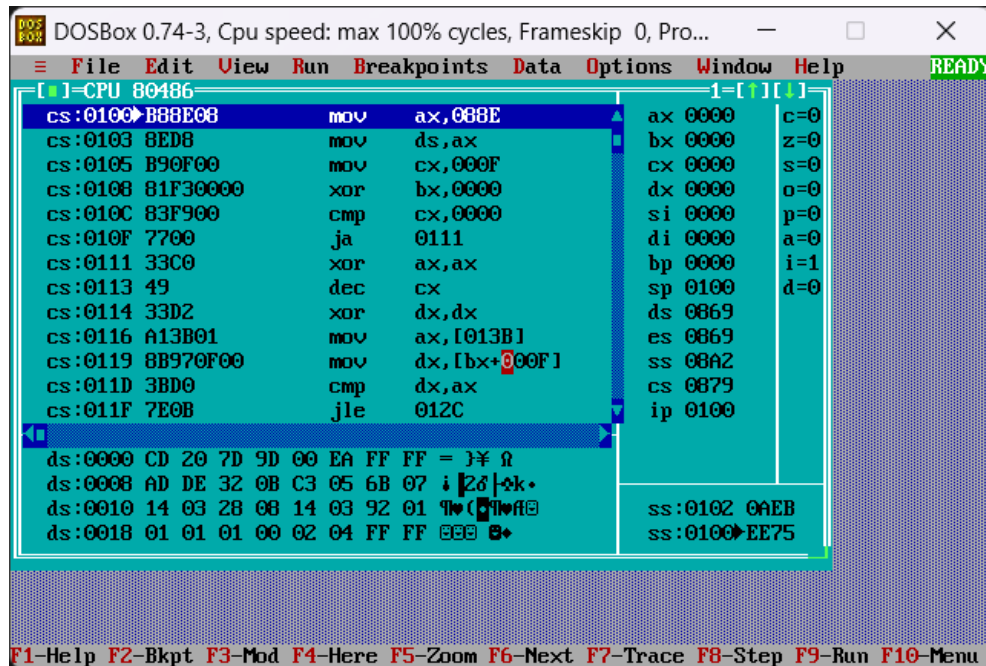 DOS BOX DOSBox 0.74-3, Cpu speed: max 100% cycles, Frameskip 0, Pro...
≡ File Edit View Run Breakpoints Data Options Window Help READY
[■]=CPU 80486 1=[↑][↓]
cs:0100►B88E08 mov ax,088E ax 0000 c=0
cs:0103 8ED8 mov ds,ax bx 0000 z=0
cs:0105 B90F00 mov cx,000F cx 0000 s=0
cs:0108 81F30000 xor bx,0000 dx 0000 o=0
cs:010C 83F900 cmp cx,0000 si 0000 p=0
cs:010F 7700 ja 0111 di 0000 a=0
cs:0111 33C0 xor ax,ax bp 0000 i=1
cs:0113 49 dec cx sp 0100 d=0
cs:0114 33D2 xor dx,dx ds 0869
cs:0116 A13B01 mov ax,[013B] es 0869
cs:0119 8B970F00 mov dx,[bx+000F] ss 08A2
cs:011D 3BD0 cmp dx,ax cs 0879
cs:011F 7E0B jle 012C ip 0100
ds:0000 CD 20 7D 9D 00 EA FF FF = }¥ Ω
ds:0008 AD DE 32 0B C3 05 6B 07 ¡▐2♂├♣k•
ds:0010 14 03 28 08 14 03 92 01 ¶♥(◘¶♥Æ☺ ss:0102 0AEB
ds:0018 01 01 01 00 02 04 FF FF ☺☺☺ ☻♦ ss:0100►EE75
F1-Help F2-Bkpt F3-Mod F4-Here F5-Zoom F6-Next F7-Trace F8-Step F9-Run F10-Menu